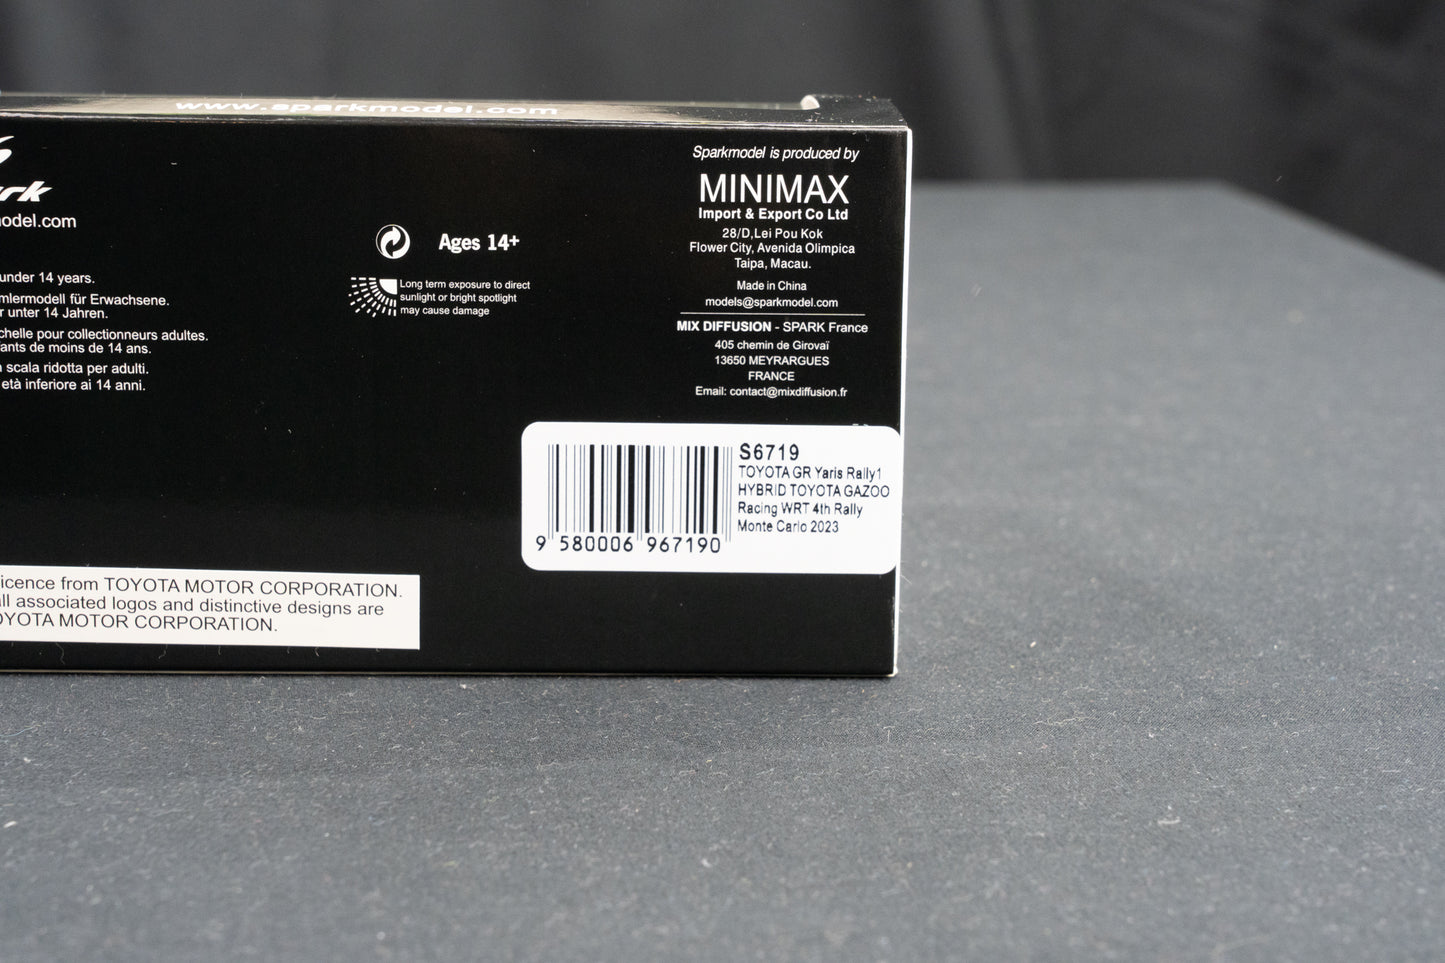 www.sparkmodel.com
under 14 years.
mlermodell für Erwachsene.
r unter 14 Jahren.
chelle pour collectionneurs adultes.
ants de moins de 14 ans.
scala ridotta per adulti.
età inferiore ai 14 anni.
Ages 14+
Long term exposure to direct
sunlight or bright spotlight
may cause damage
Sparkmodel is produced by
MINIMAX
Import & Export Co Ltd
28/D,Lei Pou Kok
Flower City, Avenida Olimpica
Taipa, Macau.
Made in China
models@sparkmodel.com
MIX DIFFUSION - SPARK France
405 chemin de Girovaï
13650 MEYRARGUES
FRANCE
Email: contact@mixdiffusion.fr
S6719
TOYOTA GR Yaris Rally1
HYBRID TOYOTA GAZOO
Racing WRT 4th Rally
Monte Carlo 2023
9 580006 967190
icence from TOYOTA MOTOR CORPORATION.
ll associated logos and distinctive designs are
OYOTA MOTOR CORPORATION.